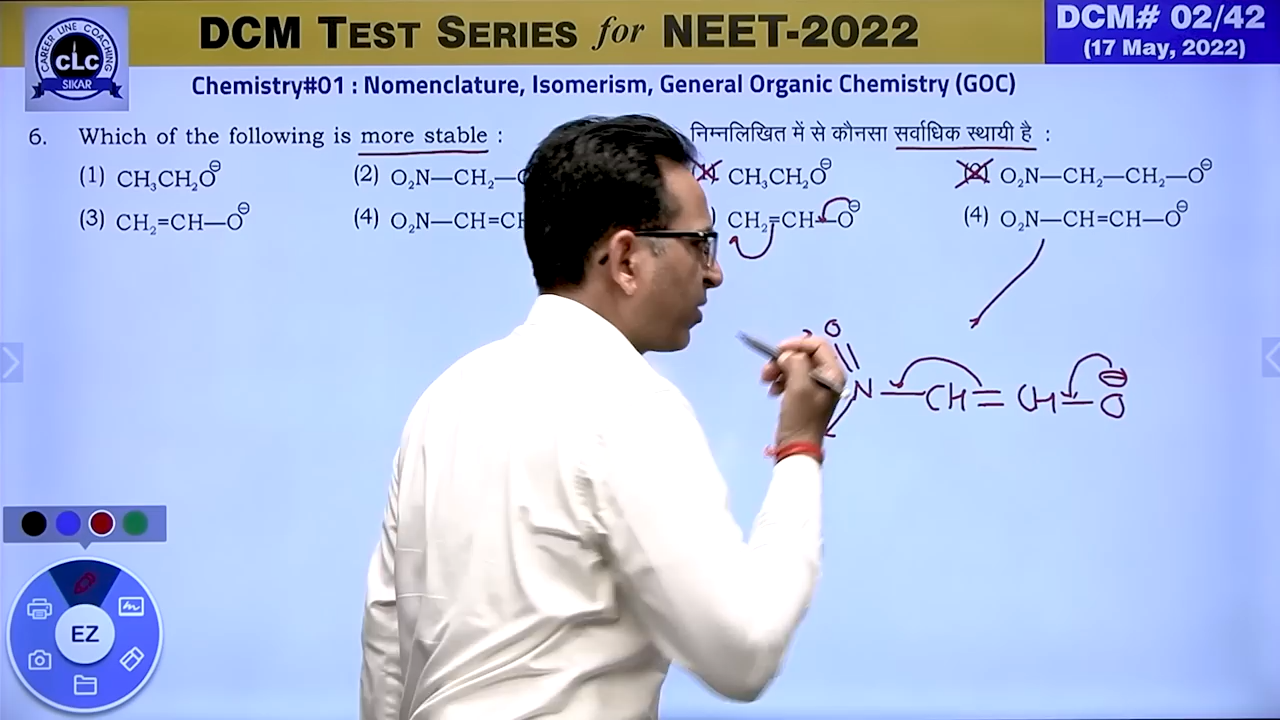 DCM TEST SERIES for NEET-2022
DCM# 02/42
(17 May, 2022)
CAREER LINE COACHING
CLC
SIKAR
Chemistry#01 : Nomenclature, Isomerism, General Organic Chemistry (GOC)
6. Which of the following is more stable :
(1) CH₃CH₂O⊖ (2) O₂N—CH₂—
(3) CH₂=CH—O⊖ (4) O₂N—CH=CH
निम्नलिखित में से कौनसा सर्वाधिक स्थायी है :
CH₃CH₂O⊖ (2) O₂N—CH₂—CH₂—O⊖
) CH₂=CH—O⊖ (4) O₂N—CH=CH—O⊖
O
N—CH=CH—O⊖
EZ